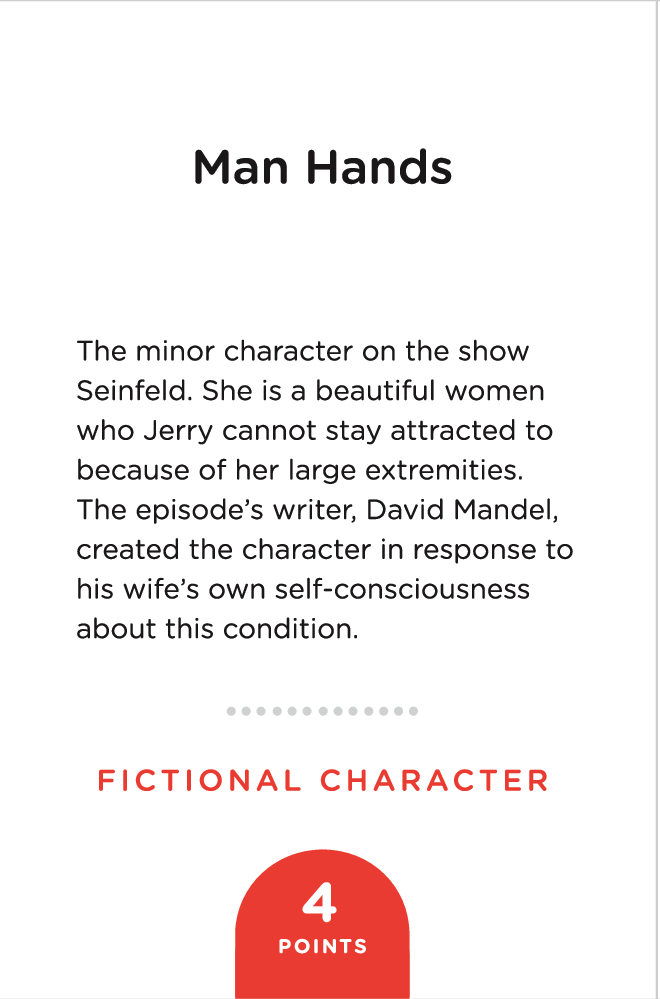 Man Hands
The minor character on the show
Seinfeld. She is a beautiful women
who Jerry cannot stay attracted to
because of her large extremities.
The episode’s writer, David Mandel,
created the character in response to
his wife’s own self-consciousness
about this condition.
FICTIONAL CHARACTER
4
POINTS